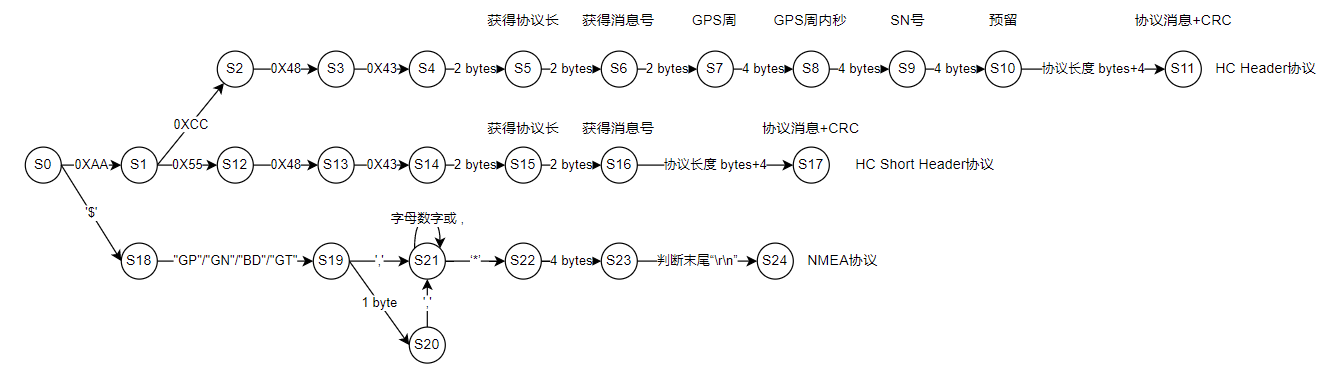 获得协议长 获得消息号 GPS周 GPS周内秒 SN号 预留 协议消息+CRC
S2 0X48 S3 0X43 S4 2 bytes S5 2 bytes S6 2 bytes S7 4 bytes S8 4 bytes S9 4 bytes S10 协议长度 bytes+4 S11 HC Header协议
0XCC
获得协议长 获得消息号 协议消息+CRC
S0 0XAA S1 0X55 S12 0X48 S13 0X43 S14 2 bytes S15 2 bytes S16 协议长度 bytes+4 S17 HC Short Header协议
'$'
字母数字或 ,
S18 "GP"/"GN"/"BD"/"GT" S19 ',' S21 '*' S22 4 bytes S23 判断末尾“\r\n” S24 NMEA协议
1 byte ','
S20